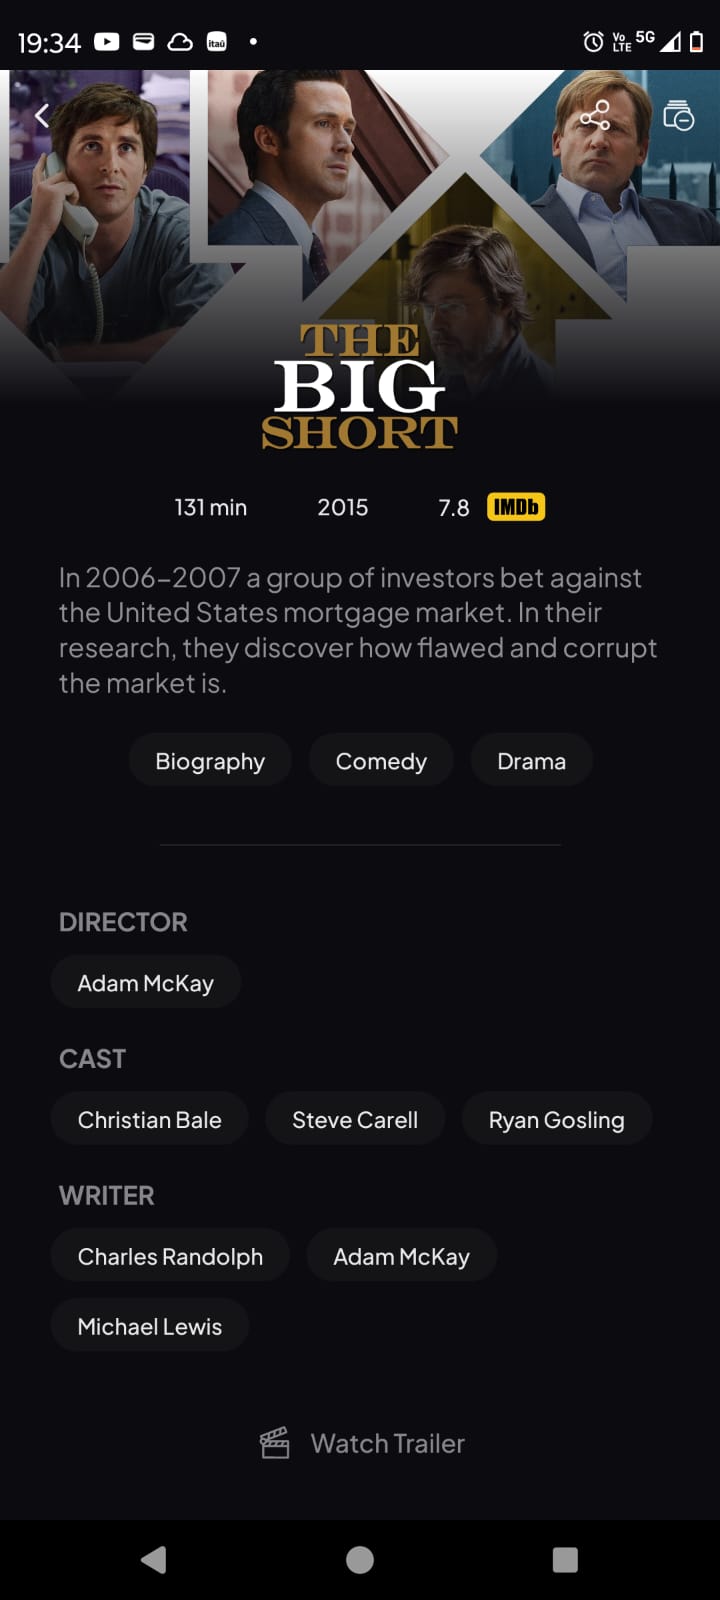 19:34 itaú Vo LTE 5G
THE
BIG
SHORT
131 min 2015 7.8 IMDb
In 2006–2007 a group of investors bet against
the United States mortgage market. In their
research, they discover how flawed and corrupt
the market is.
Biography Comedy Drama
DIRECTOR
Adam McKay
CAST
Christian Bale Steve Carell Ryan Gosling
WRITER
Charles Randolph Adam McKay
Michael Lewis
Watch Trailer